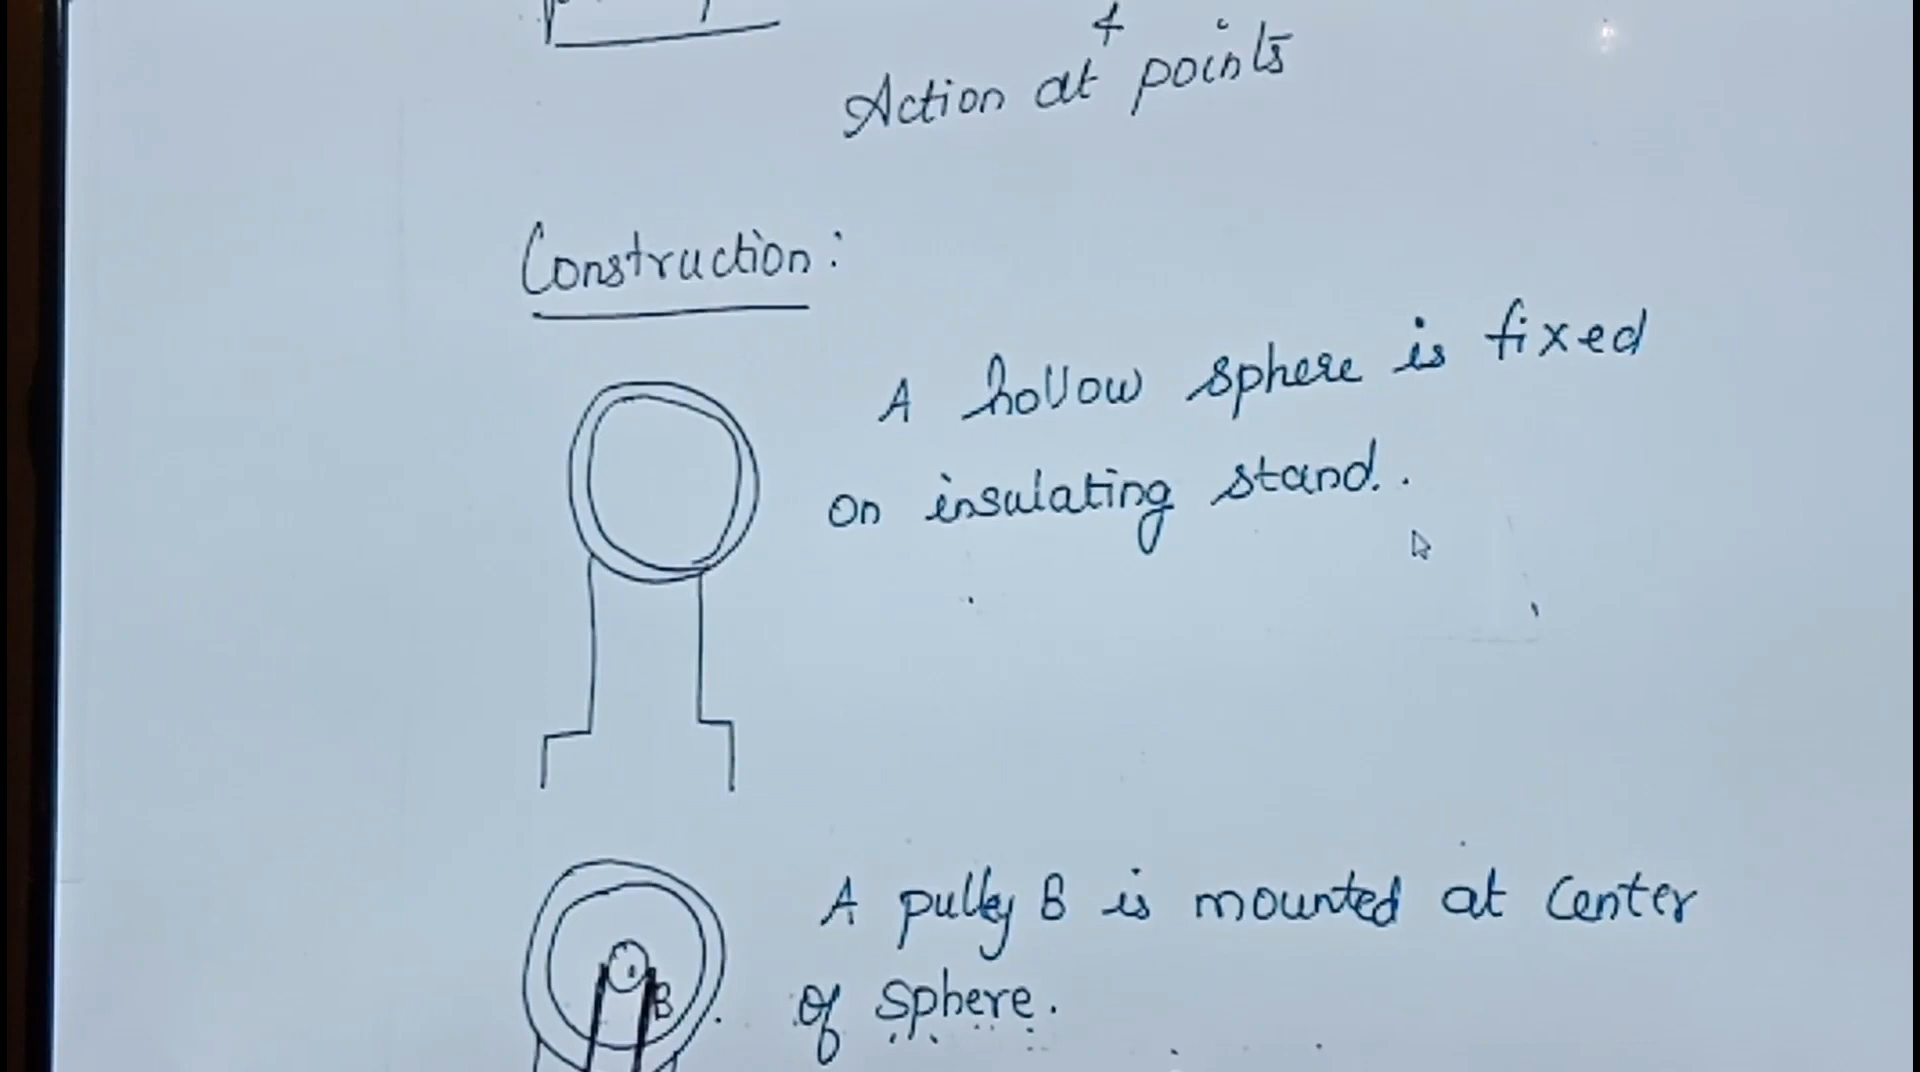 &
Action at points
Construction:
A hollow sphere is fixed
on insulating stand..
A pulley B is mounted at center
B
of sphere.